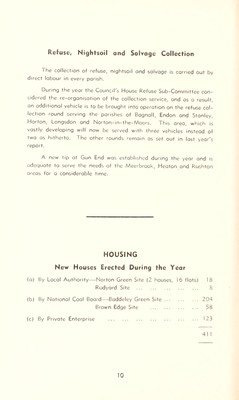 Refuse, Nightsoil and Salvage Collection
The collection of refuse, nightsoil and salvage is carried out by
direct labour in every parish.
During the year the Council's House Refuse Sub-Committee con-
sidered the re-organisation of the collection service, and as a result,
an additional vehicle is to be brought into operation on the refuse col-
lection round serving the parishes of Bagnall, Endon and Stanley,
Horton, Longsdon and Norton-in-the-Moors. This area, which is
vastly developing will now be served with three vehicles instead of
two as hitherto. The other rounds remain as set out in last year's
report.
A new tip at Gun End was established during the year and is
adequate to serve the needs of the Meerbrook, Heaton and Rushton
areas for a considerable time.
HOUSING
New Houses Erected During the Year
(a) By Local Authority—Norton Green Site (2 houses, 16 flats) 18
Rudyard Site ... ... ... ... ... 8
(b) By National Coal Board—Baddeley Green Site ... ... ... 204
Brown Edge Site ... ... ... 58
(c) By Private Enterprise ... ... ... ... ... ... 123
411
10